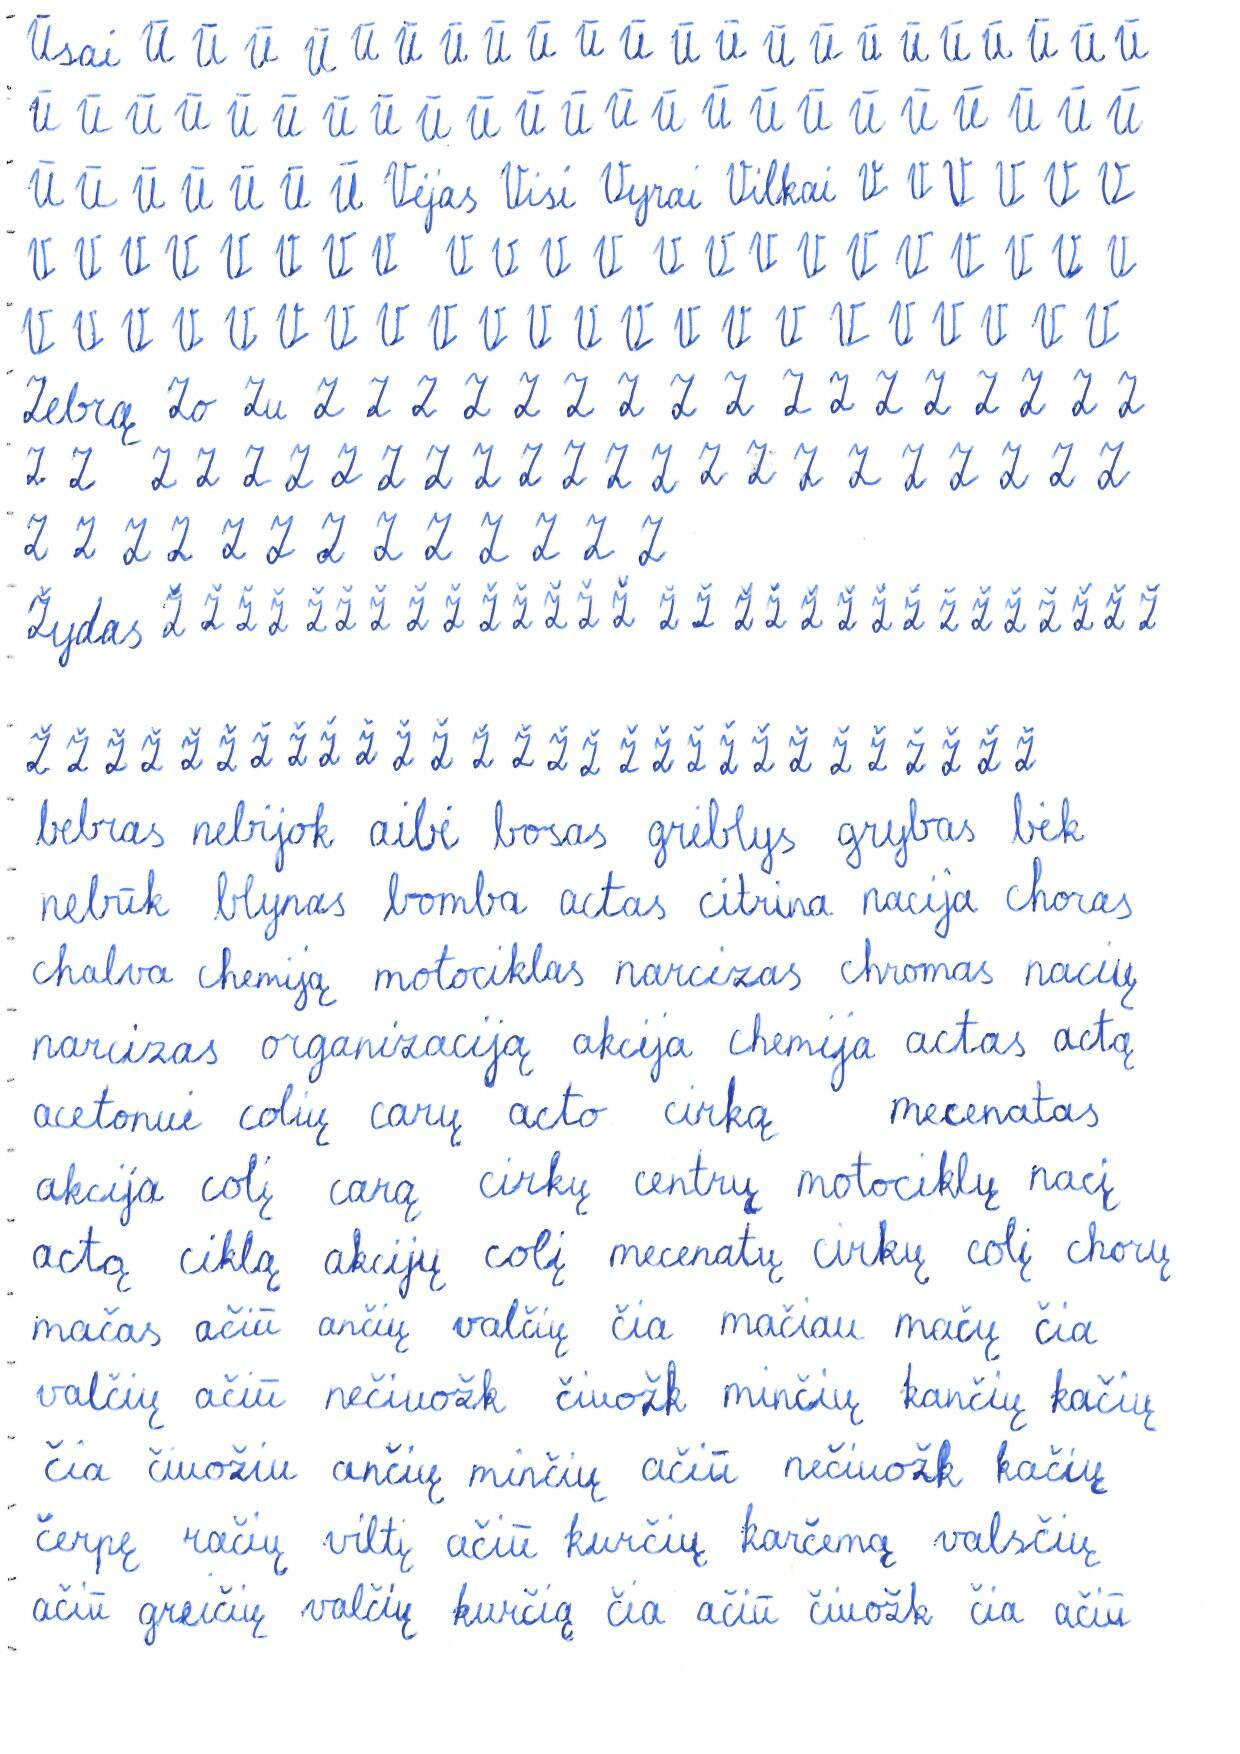 Ūsai Ū Ū Ū Ū Ū Ū Ū Ū Ū Ū Ū Ū Ū Ū Ū Ū Ū Ū Ū Ū Ū Ū
Ū Ū Ū Ū Ū Ū Ū Ū Ū Ū Ū Ū Ū Ū Ū Ū Ū Ū Ū Ū Ū Ū Ū
Ū Ū Ū Ū Ū Ū Ū Vėjas Visi Vyrai Vilkai V V V V V V
V V V V V V V V V V V V V V V V V V V V V V
V V V V V V V V V V V V V V V V V V V V V V
Zebrą Zo Zu Z Z Z Z Z Z Z Z Z Z Z Z Z Z Z Z Z
Z Z Z Z Z Z Z Z Z Z Z Z Z Z Z Z Z Z Z Z Z Z Z
Z Z Z Z Z Z Z Z Z Z Z Z Z
Žydas Ž Ž Ž Ž Ž Ž Ž Ž Ž Ž Ž Ž Ž Ž Ž Ž Ž Ž Ž Ž Ž Ž Ž Ž Ž Ž Ž Ž Ž
Ž Ž Ž Ž Ž Ž Ž Ž Ž Ž Ž Ž Ž Ž Ž Ž Ž Ž Ž Ž Ž Ž Ž Ž Ž Ž Ž Ž
bebras nebijok aibė bosas grėblys grybas bėk
nebūk blynas bomba actas citrina nacija choras
chalva chemiją motociklas narcizas chromas nacių
narcizas organizaciją akcija chemija actas actą
acetonui colių carų acto cirką mecenatas
akcija colį carą cirkų centrų motociklų nacį
actą ciklą akcijų colį mecenatų cirkų colį chorų
mačas ačiū ančių valčių čia mačiau mačų čia
valčių ačiū nečiuožk čiuožk minčių kančių kačių
čia čiuožiu ančių minčių ačiū nečiuožk kačių
čerpę račių viltį ačiū kurčių karčemą valsčių
ačiū greičių valčių kurčią čia ačiū čiuožk čia ačiū